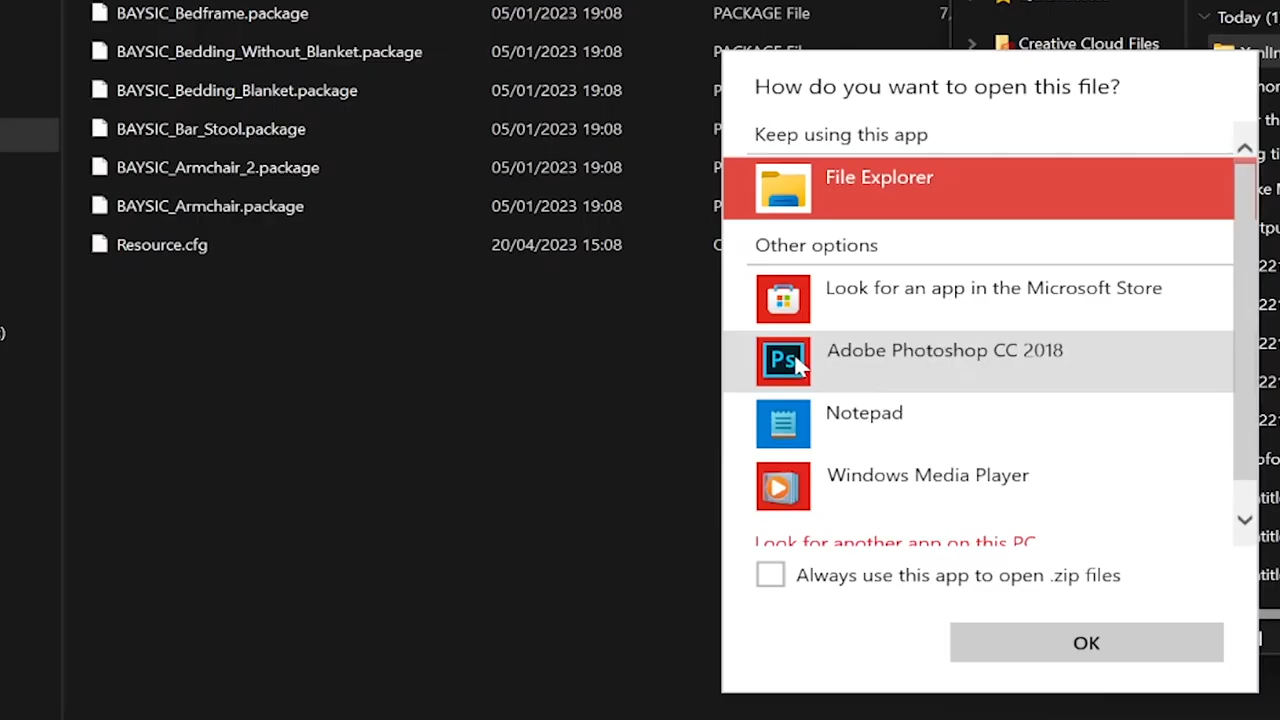 BAYSIC_Bedframe.package 05/01/2023 19:08 PACKAGE File 7,
BAYSIC_Bedding_Without_Blanket.package 05/01/2023 19:08 PACKAGE File
BAYSIC_Bedding_Blanket.package 05/01/2023 19:08
BAYSIC_Bar_Stool.package 05/01/2023 19:08
BAYSIC_Armchair_2.package 05/01/2023 19:08
BAYSIC_Armchair.package 05/01/2023 19:08
Resource.cfg 20/04/2023 15:08
Creative Cloud Files
Today (1
How do you want to open this file?
Keep using this app
File Explorer
Other options
Look for an app in the Microsoft Store
Ps
Adobe Photoshop CC 2018
Notepad
Windows Media Player
Look for another app on this PC
Always use this app to open .zip files
OK